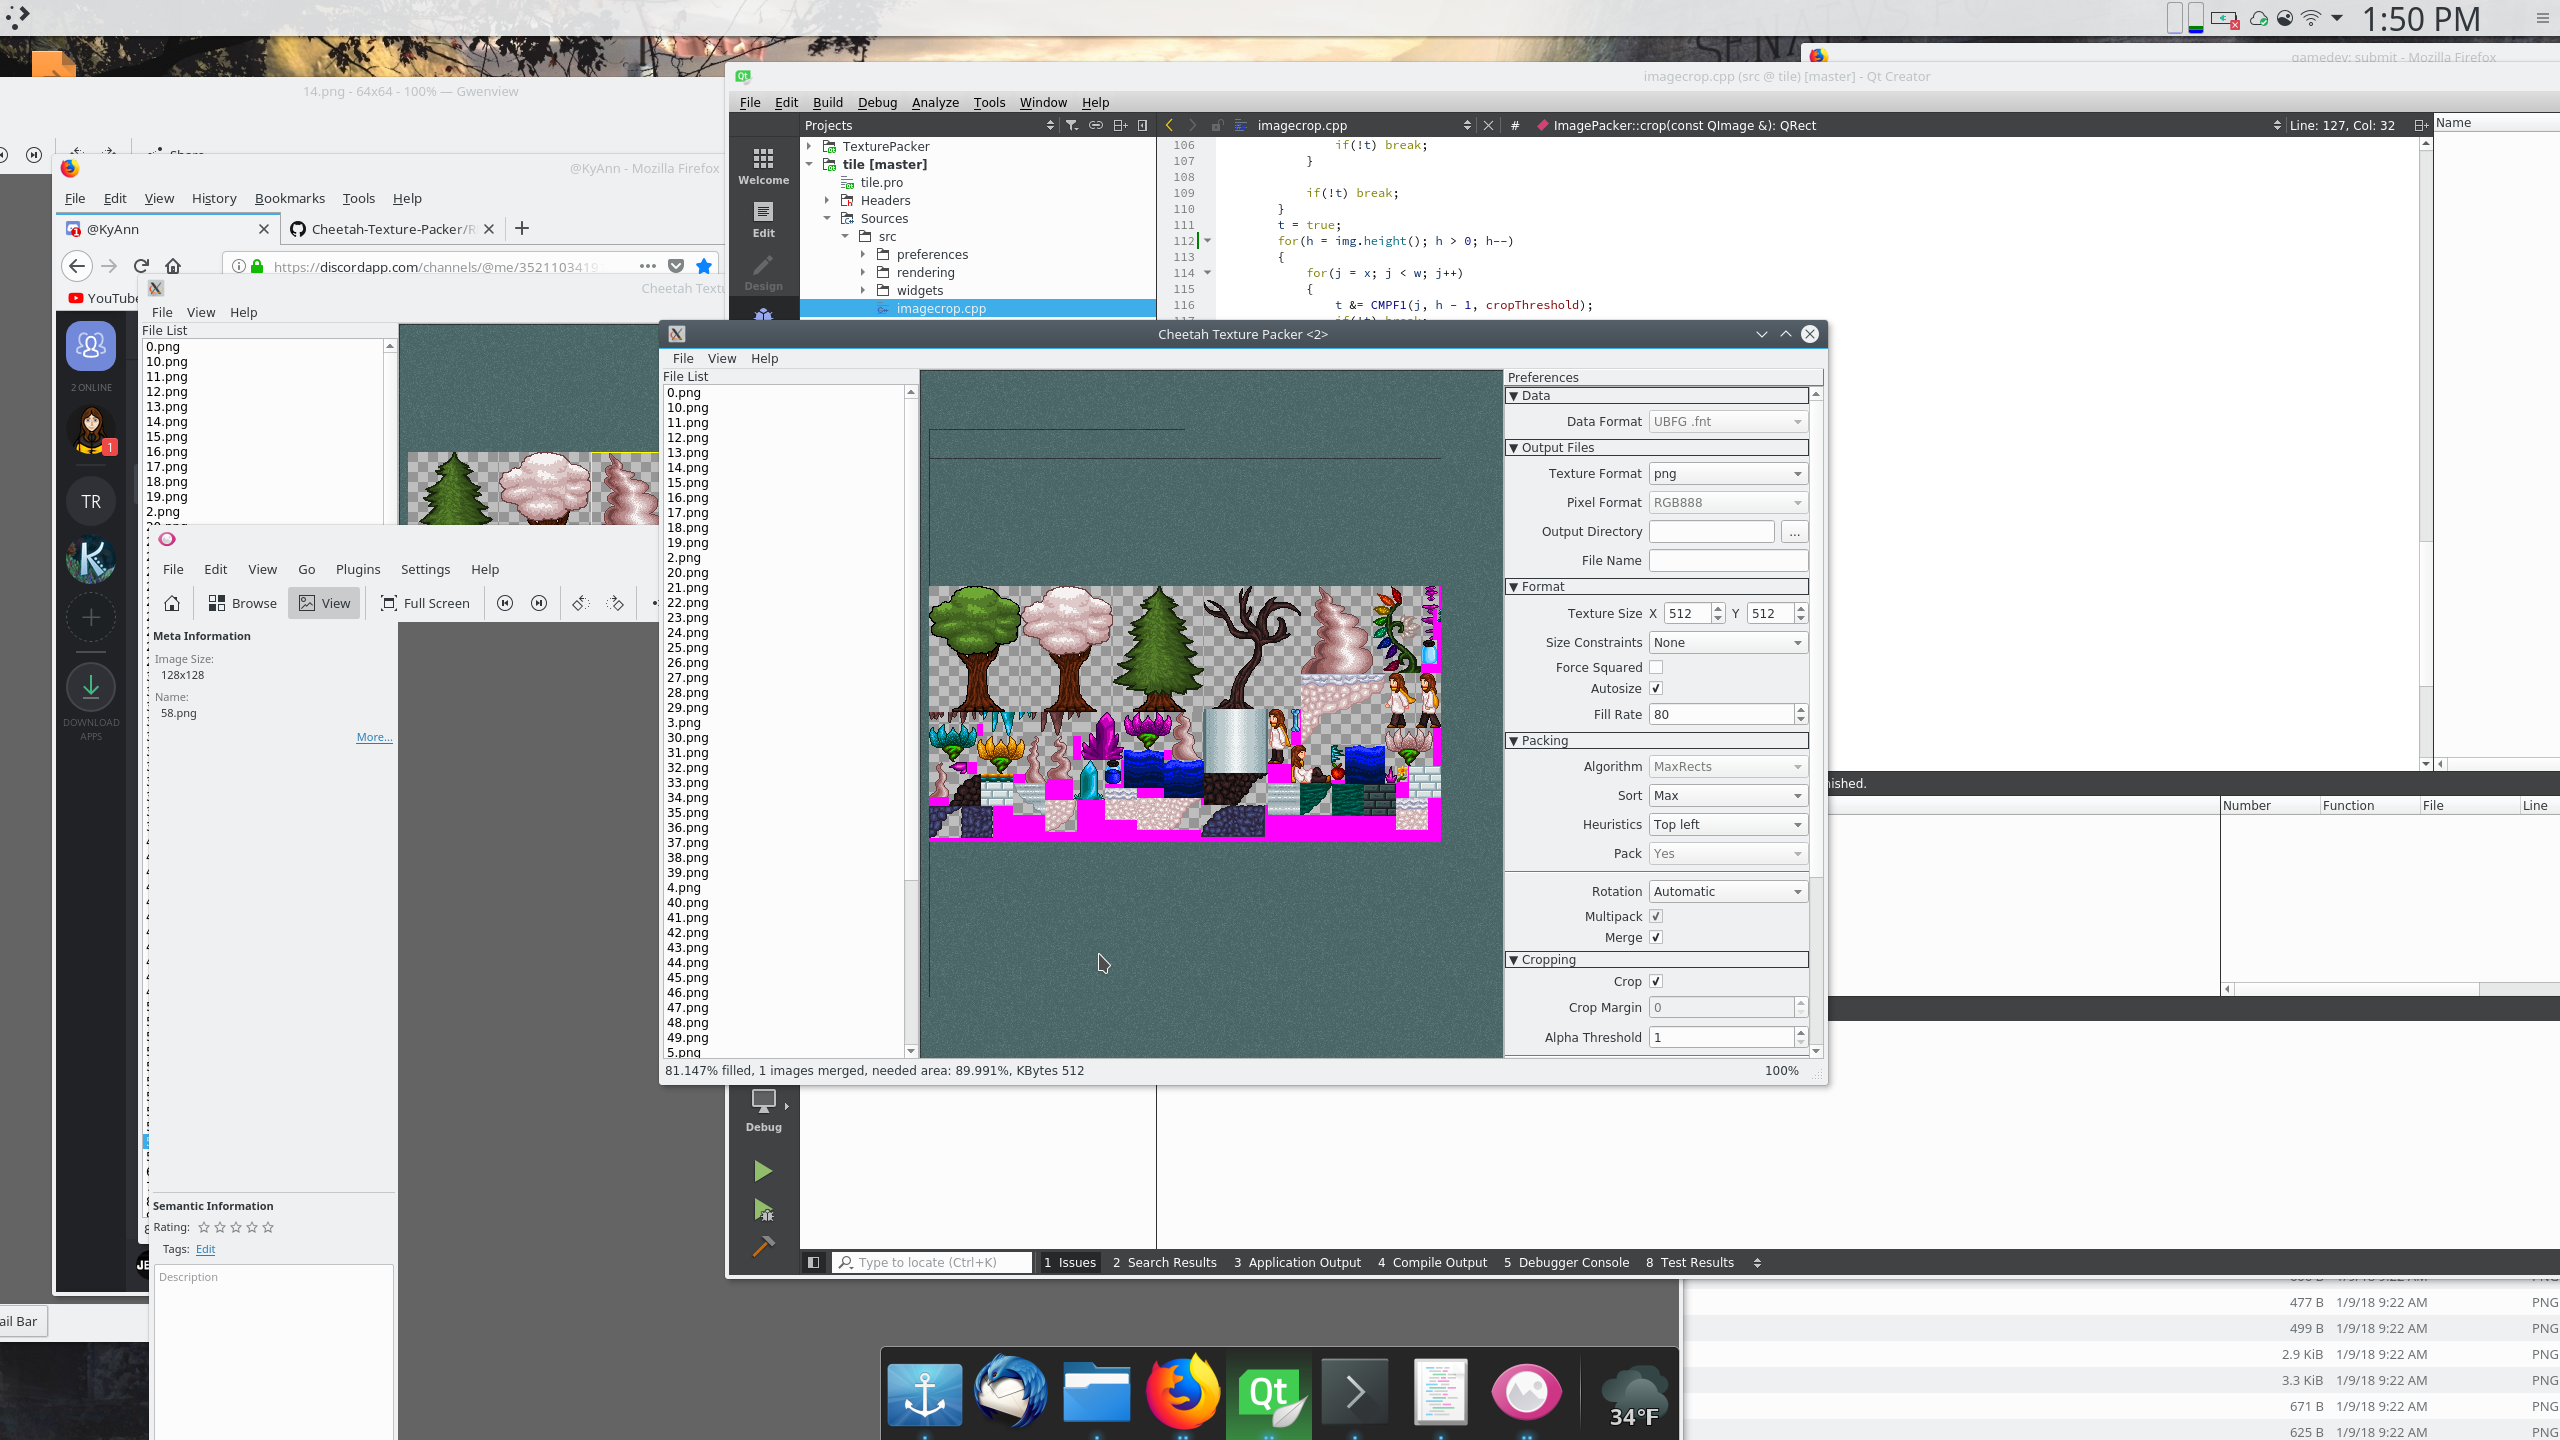 1:50 PM
gamedev: submit - Mozilla Firefox
imagecrop.cpp (src @ tile) [master] - Qt Creator
14.png - 64x64 - 100% — Gwenview
File Edit Build Debug Analyze Tools Window Help
Projects
imagecrop.cpp
# ImagePacker::crop(const QImage &): QRect
Line: 127, Col: 32
Name
TexturePacker
tile [master]
tile.pro
Headers
Sources
src
preferences
rendering
widgets
imagecrop.cpp
Welcome
Edit
Design
106 if(!t) break;
107 }
108
109 if(!t) break;
110 }
111 t = true;
112 for(h = img.height(); h > 0; h--)
113 {
114 for(j = x; j < w; j++)
115 {
116 t &= CMPF1(j, h - 1, cropThreshold);
Share
@KyAnn - Mozilla Firefox
File Edit View History Bookmarks Tools Help
@KyAnn
Cheetah-Texture-Packer/R
https://discordapp.com/channels/@me/3521103419
YouTube
2 ONLINE
1
TR
DOWNLOAD
APPS
Cheetah Textu
File View Help
File List
0.png
10.png
11.png
12.png
13.png
14.png
15.png
16.png
17.png
18.png
19.png
2.png
File Edit View Go Plugins Settings Help
Browse View Full Screen
Meta Information
Image Size:
128x128
Name:
58.png
More...
Semantic Information
Rating:
Tags: Edit
Description
ail Bar
Cheetah Texture Packer <2>
File View Help
File List
0.png
10.png
11.png
12.png
13.png
14.png
15.png
16.png
17.png
18.png
19.png
2.png
20.png
21.png
22.png
23.png
24.png
25.png
26.png
27.png
28.png
29.png
3.png
30.png
31.png
32.png
33.png
34.png
35.png
36.png
37.png
38.png
39.png
4.png
40.png
41.png
42.png
43.png
44.png
45.png
46.png
47.png
48.png
49.png
5.png
Preferences
Data
Data Format UBFG .fnt
Output Files
Texture Format png
Pixel Format RGB888
Output Directory ...
File Name
Format
Texture Size X 512 Y 512
Size Constraints None
Force Squared
Autosize
Fill Rate 80
Packing
Algorithm MaxRects
Sort Max
Heuristics Top left
Pack Yes
Rotation Automatic
Multipack
Merge
Cropping
Crop
Crop Margin 0
Alpha Threshold 1
81.147% filled, 1 images merged, needed area: 89.991%, KBytes 512
100%
ished.
Number Function File Line
Debug
Type to locate (Ctrl+K)
1 Issues 2 Search Results 3 Application Output 4 Compile Output 5 Debugger Console 8 Test Results
477 B 1/9/18 9:22 AM PNG
499 B 1/9/18 9:22 AM PNG
2.9 KiB 1/9/18 9:22 AM PNG
3.3 KiB 1/9/18 9:22 AM PNG
671 B 1/9/18 9:22 AM PNG
625 B 1/9/18 9:22 AM PNG
Qt
34°F